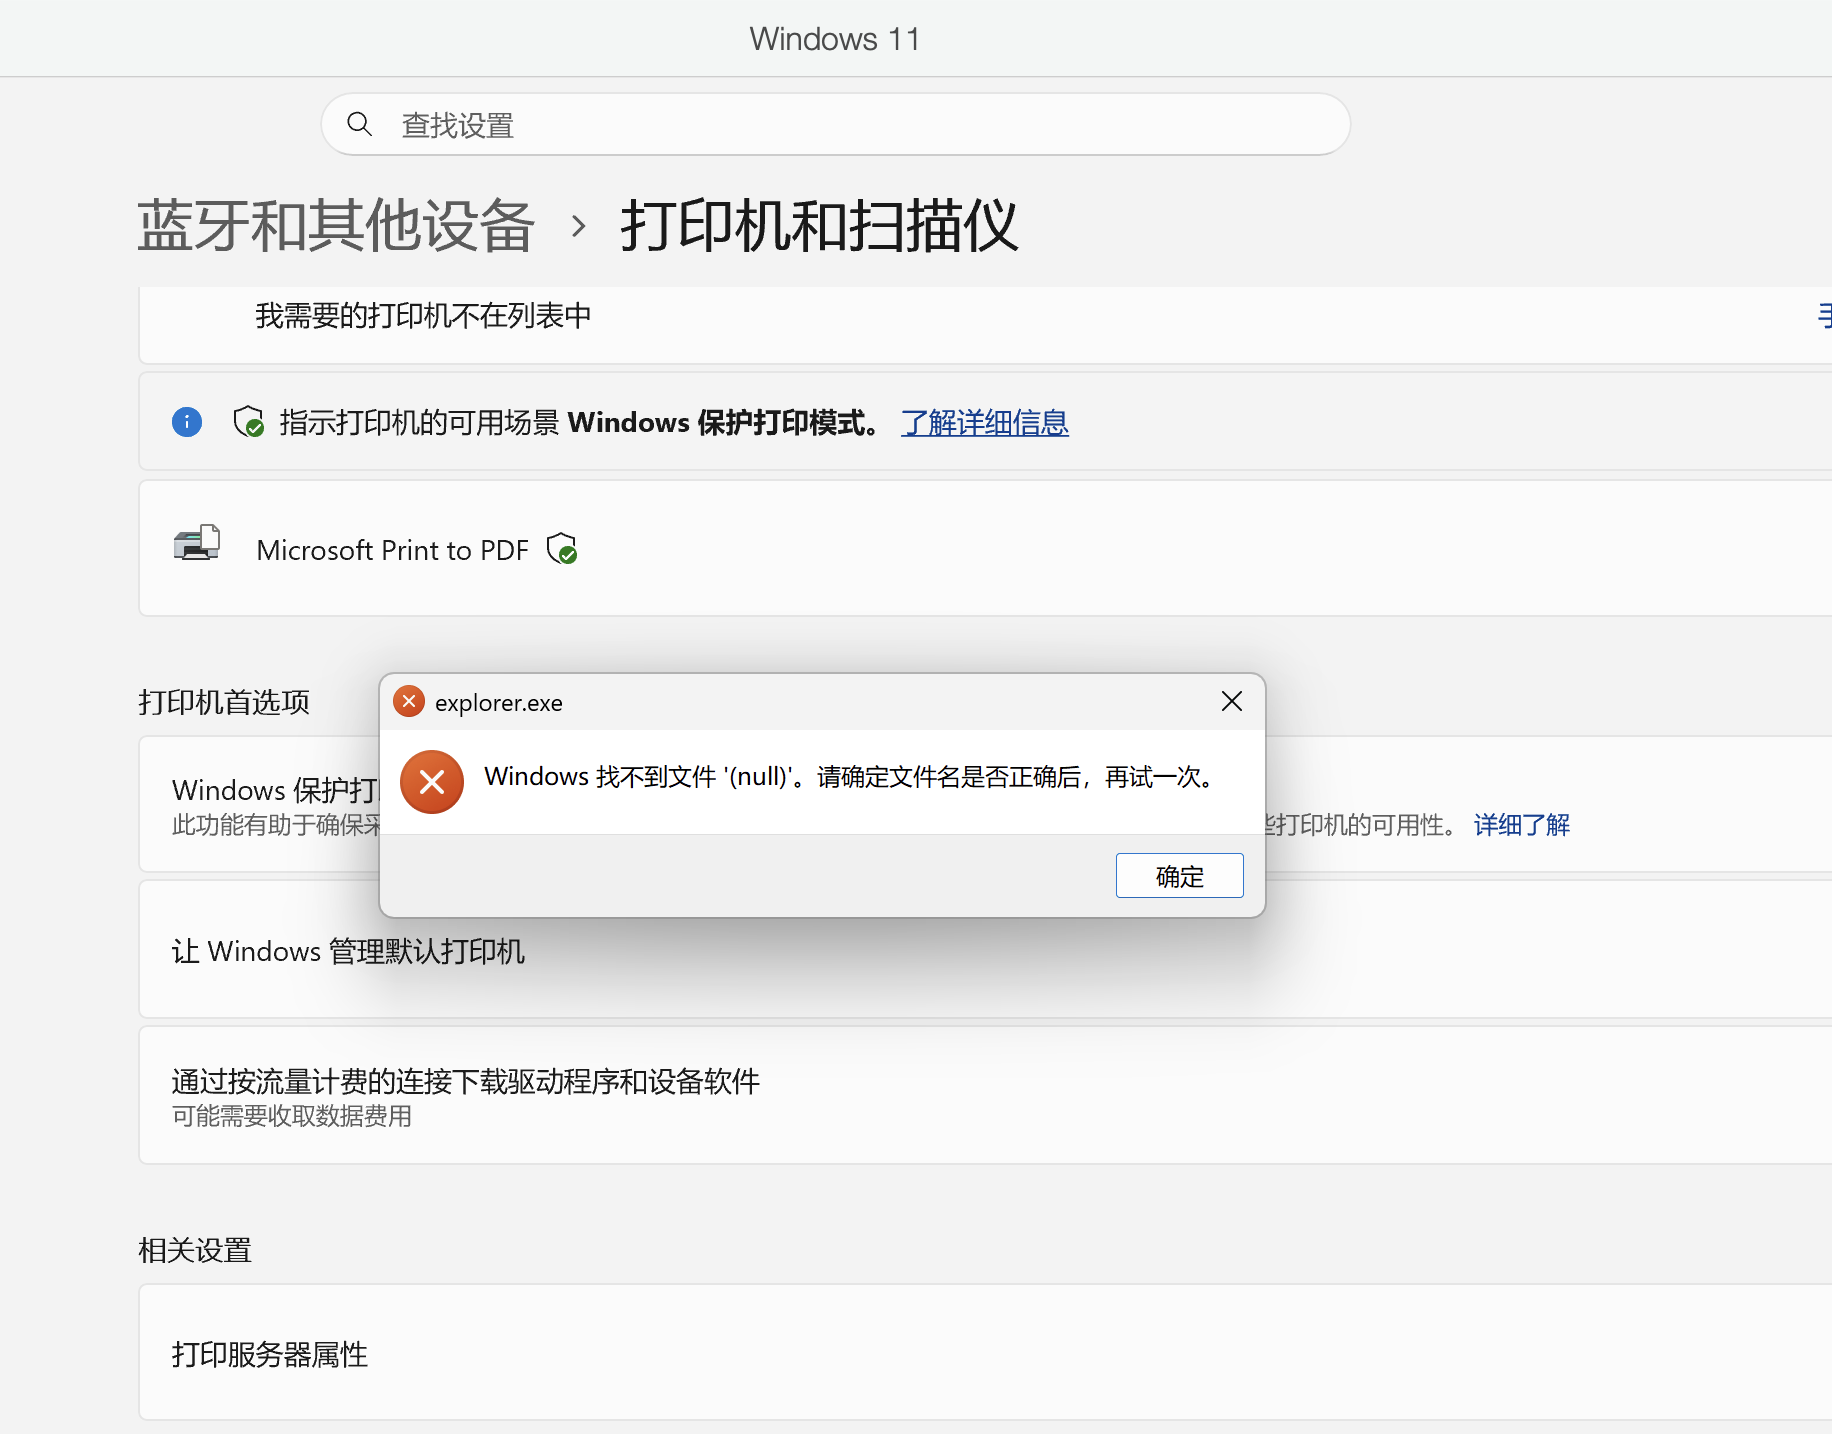 Windows 11
查找设置
蓝牙和其他设备 › 打印机和扫描仪
我需要的打印机不在列表中
指示打印机的可用场景 Windows 保护打印模式。 了解详细信息
Microsoft Print to PDF
打印机首选项
explorer.exe
Windows 找不到文件 '(null)'。请确定文件名是否正确后，再试一次。
确定
Windows 保护打
此功能有助于确保
打印机的可用性。 详细了解
让 Windows 管理默认打印机
通过按流量计费的连接下载驱动程序和设备软件
可能需要收取数据费用
相关设置
打印服务器属性